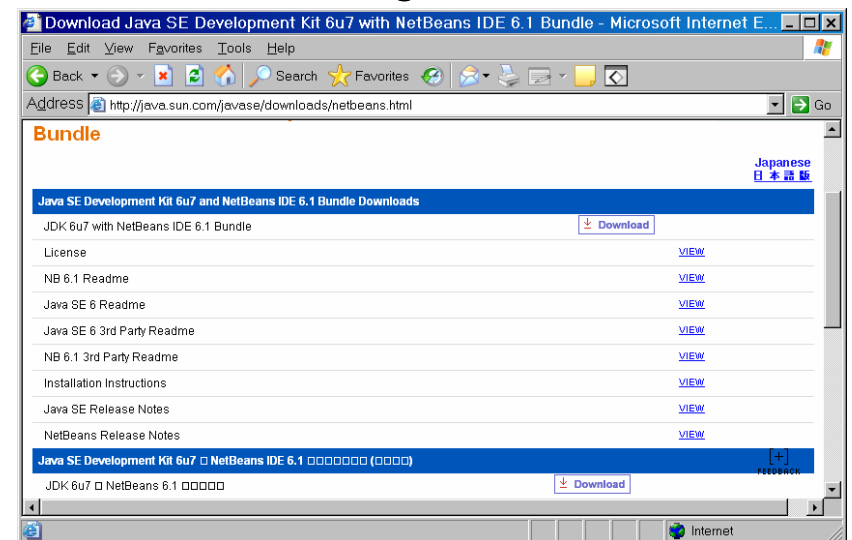 Download Java SE Development Kit 6u7 with NetBeans IDE 6.1 Bundle - Microsoft Internet E...
File Edit View Favorites Tools Help
Back Search Favorites
Address http://java.sun.com/javase/downloads/netbeans.html Go
Bundle
Japanese
日本語版
Java SE Development Kit 6u7 and NetBeans IDE 6.1 Bundle Downloads
JDK 6u7 with NetBeans IDE 6.1 Bundle Download
License VIEW
NB 6.1 Readme VIEW
Java SE 6 Readme VIEW
Java SE 6 3rd Party Readme VIEW
NB 6.1 3rd Party Readme VIEW
Installation Instructions VIEW
Java SE Release Notes VIEW
NetBeans Release Notes VIEW
Java SE Development Kit 6u7 □ NetBeans IDE 6.1 □□□□□□□ (□□□□)
[+]
FEEDBACK
JDK 6u7 □ NetBeans 6.1 □□□□□ Download
Internet